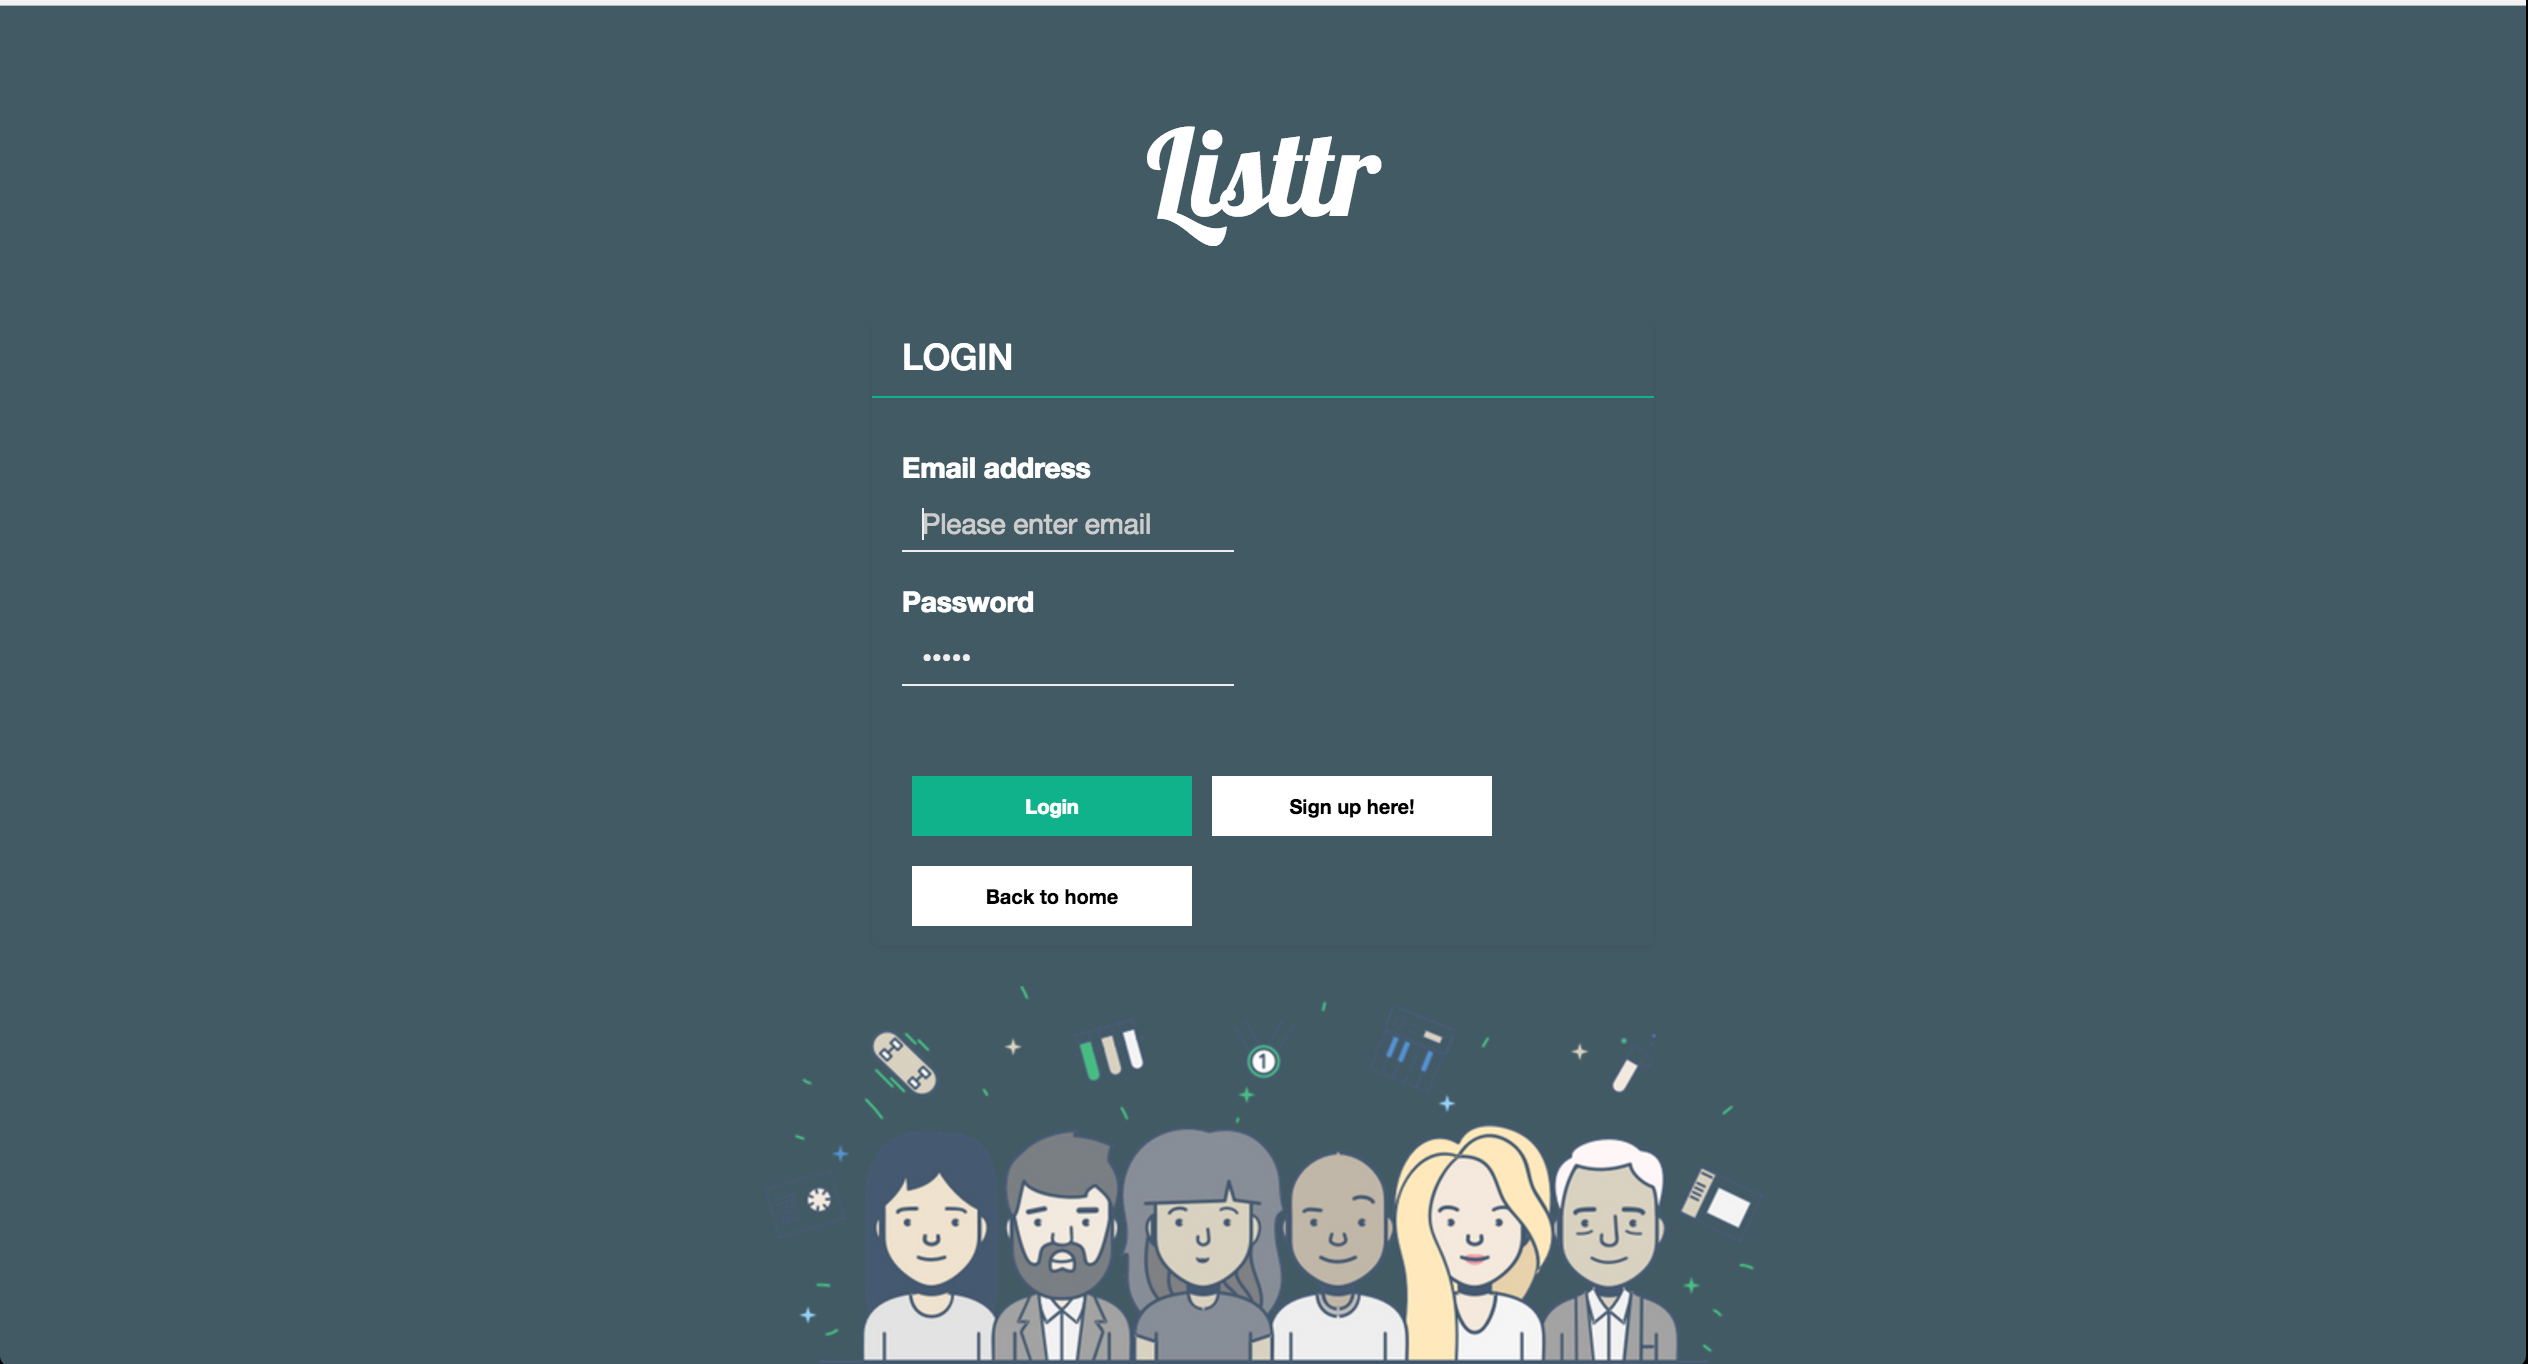 Listtr
LOGIN
Email address
Please enter email
Password
•••••
Login
Sign up here!
Back to home
1